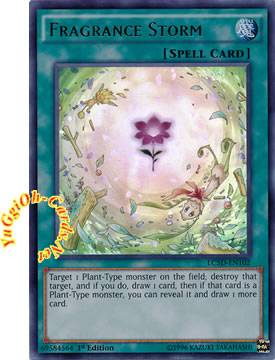 FRAGRANCE STORM
[SPELL CARD]
YuGgiOh-Cards.Net
LC5D-EN102
Target 1 Plant-Type monster on the field; destroy that
target, and if you do, draw 1 card, then if that card is a
Plant-Type monster, you can reveal it and draw 1 more
card.
69584564 1st Edition ©1996 KAZUKI TAKAHASHI